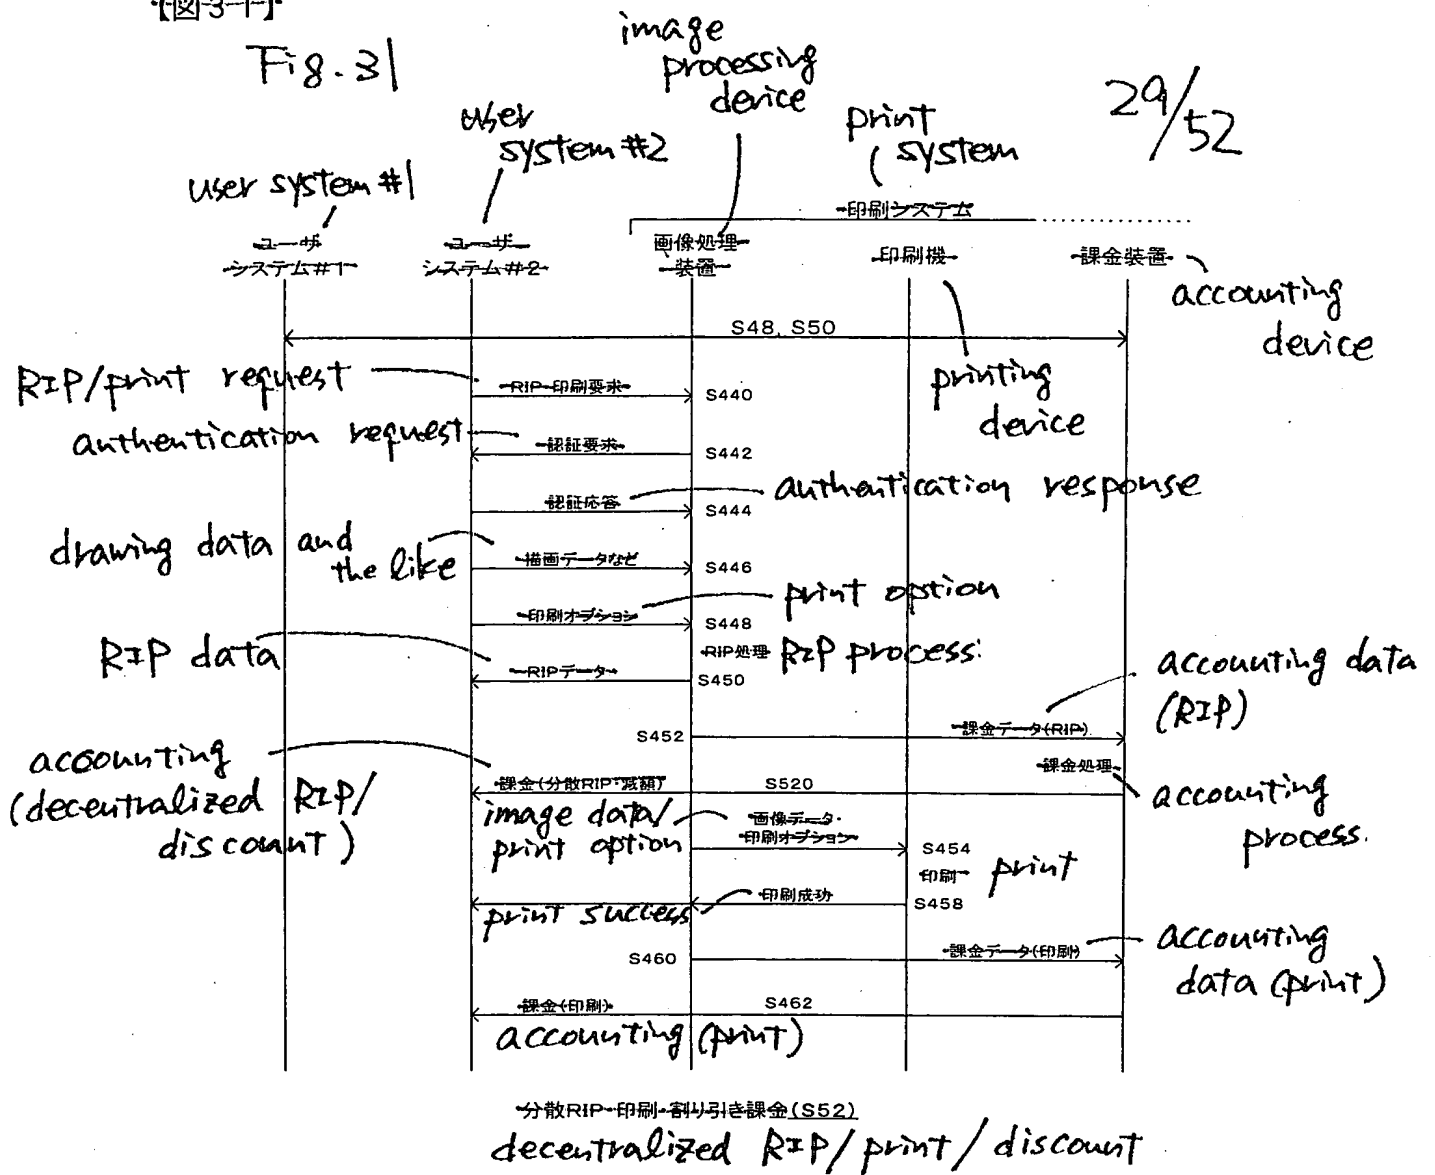 【図31】
Fig. 31
29/52
image
processing
device
user
system #2
print
system
user system #1
印刷システム
ユーザ
システム#1
ユーザ
システム#2
画像処理
装置
印刷機
課金装置
accounting
device
S48, S50
printing
device
RIP/print request
RIP・印刷要求
S440
authentication request
認証要求
S442
認証応答
authentication response
S444
drawing data and
the like
描画データなど
S446
印刷オプション
print option
S448
RIP data
RIPデータ
RIP処理
RIP process.
S450
accounting data
(RIP)
S452
課金データ(RIP)
accounting
(decentralized RIP/
discount)
課金(分散RIP・減額)
S520
課金処理
accounting
process.
image data/
print option
画像データ・
印刷オプション
S454
印刷
print
印刷成功
print success
S458
S460
課金データ(印刷)
accounting
data (print)
課金(印刷)
S462
accounting (print)
分散RIP・印刷・割り引き課金(S52)
decentralized RIP/print/discount